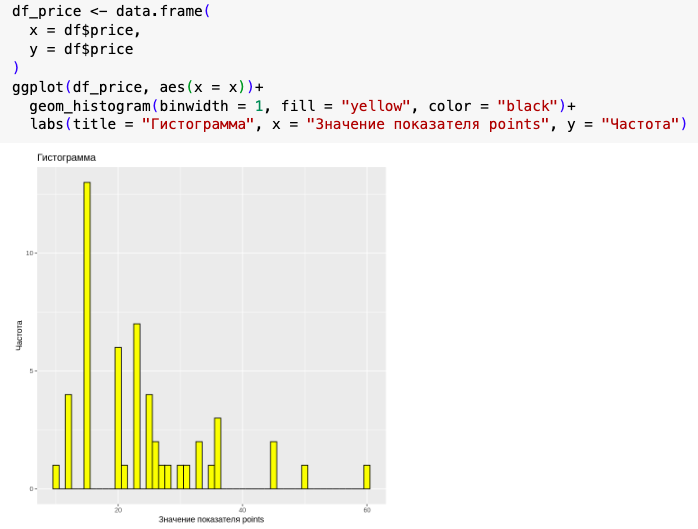 df_price <- data.frame(
x = df$price,
y = df$price
)
ggplot(df_price, aes(x = x))+
geom_histogram(binwidth = 1, fill = "yellow", color = "black")+
labs(title = "Гистограмма", x = "Значение показателя points", y = "Частота")
Гистограмма
10
5
0
Частота
20
40
60
Значение показателя points